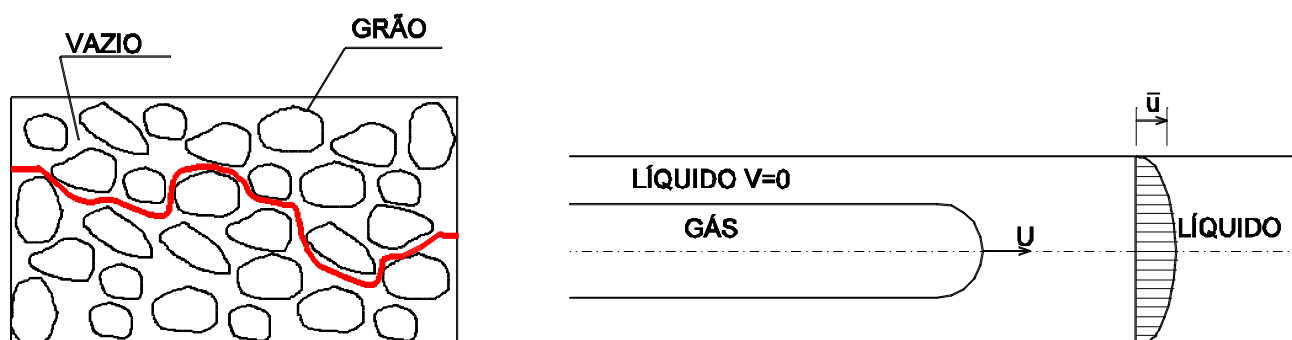 VAZIO
GRÃO
ū
LÍQUIDO V=0
GÁS
U
LÍQUIDO